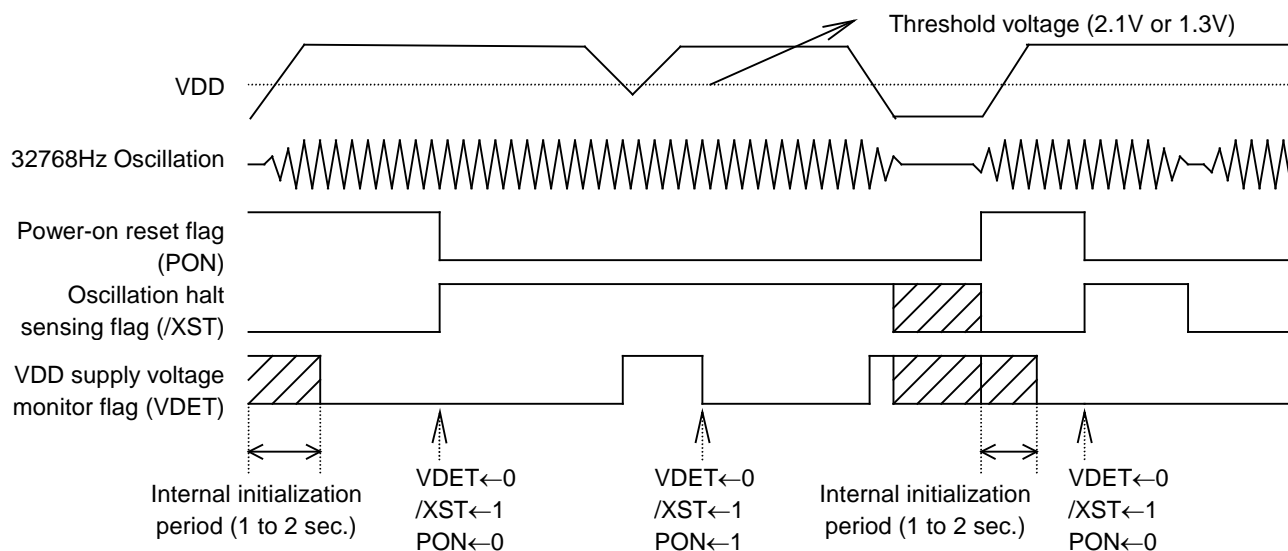 Threshold voltage (2.1V or 1.3V)
VDD
32768Hz Oscillation
Power-on reset flag
(PON)
Oscillation halt
sensing flag (/XST)
VDD supply voltage
monitor flag (VDET)
Internal initialization
period (1 to 2 sec.)
VDET←0
/XST←1
PON←0
VDET←0
/XST←1
PON←1
Internal initialization
period (1 to 2 sec.)
VDET←0
/XST←1
PON←0